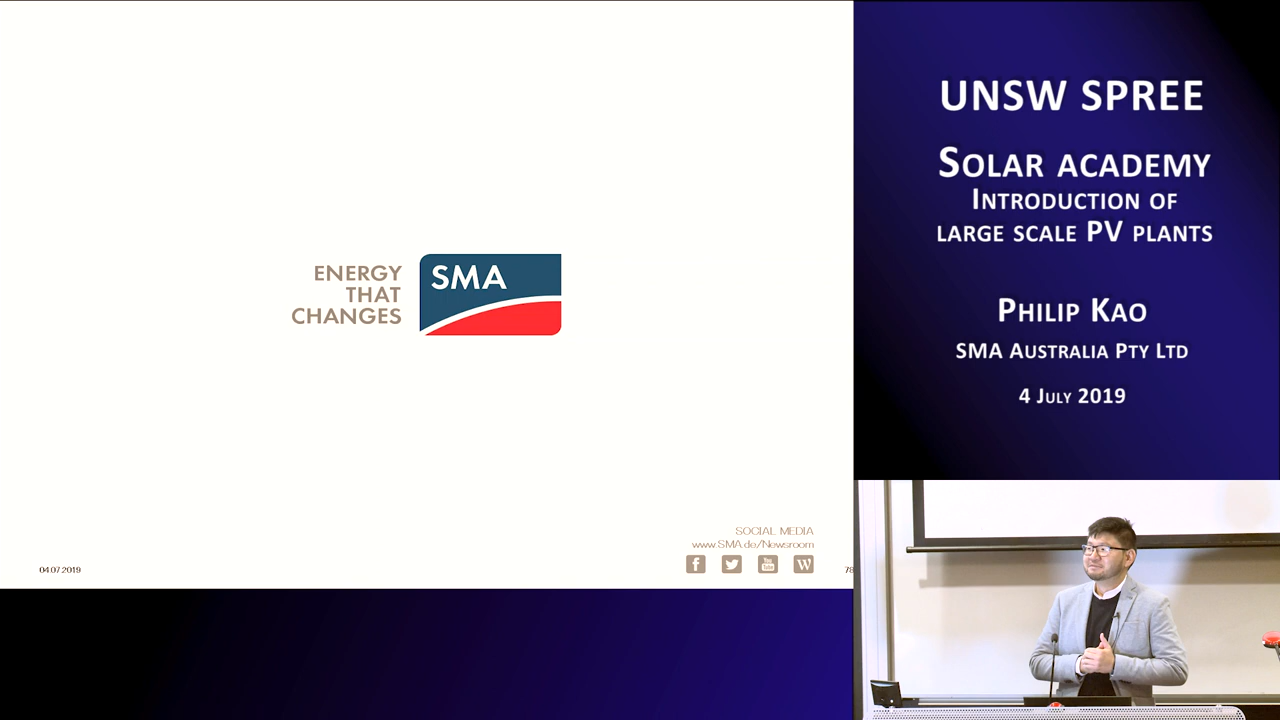 ENERGY
THAT
CHANGES
SMA
SOCIAL MEDIA
www.SMA.de/Newsroom
04.07.2019
78
UNSW SPREE
SOLAR ACADEMY
INTRODUCTION OF
LARGE SCALE PV PLANTS
PHILIP KAO
SMA AUSTRALIA PTY LTD
4 JULY 2019